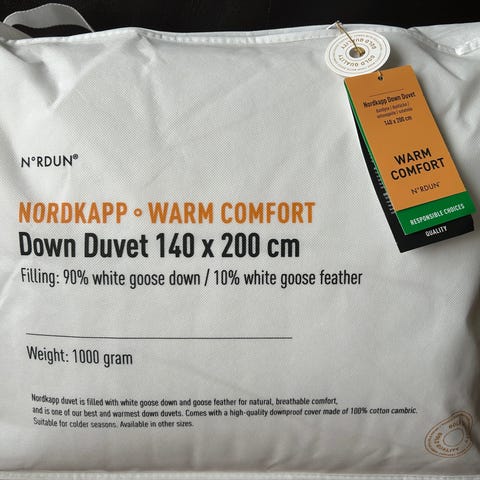 N°RDUN®
NORDKAPP • WARM COMFORT
Down Duvet 140 x 200 cm
Filling: 90% white goose down / 10% white goose feather
Weight: 1000 gram
Nordkapp duvet is filled with white goose down and goose feather for natural, breathable comfort,
and is one of our best and warmest down duvets. Comes with a high-quality downproof cover made of 100% cotton cambric.
Suitable for colder seasons. Available in other sizes.
GOLD QUALITY
Nordkapp Down Duvet
140 x 200 cm
WARM
COMFORT
N°RDUN®
RESPONSIBLE CHOICES
QUALITY